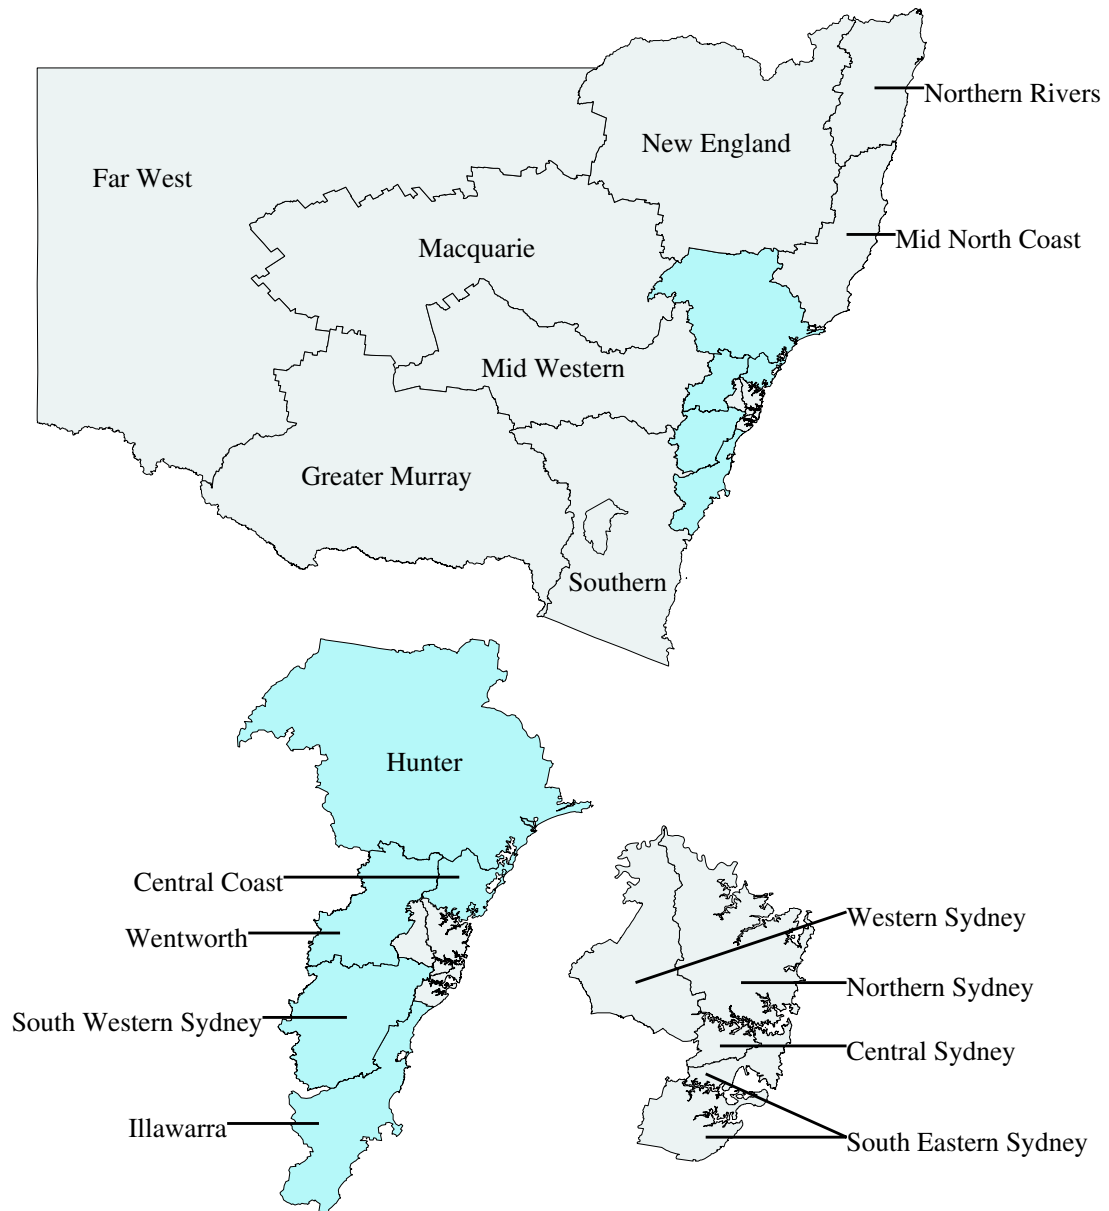 Northern Rivers
New England
Far West
Mid North Coast
Macquarie
Mid Western
Greater Murray
Southern
Hunter
Central Coast
Wentworth
South Western Sydney
Illawarra
Western Sydney
Northern Sydney
Central Sydney
South Eastern Sydney